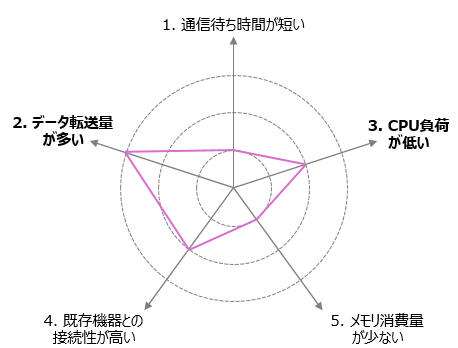 1. 通信待ち時間が短い
2. データ転送量
が多い
3. CPU負荷
が低い
4. 既存機器との
接続性が高い
5. メモリ消費量
が少ない